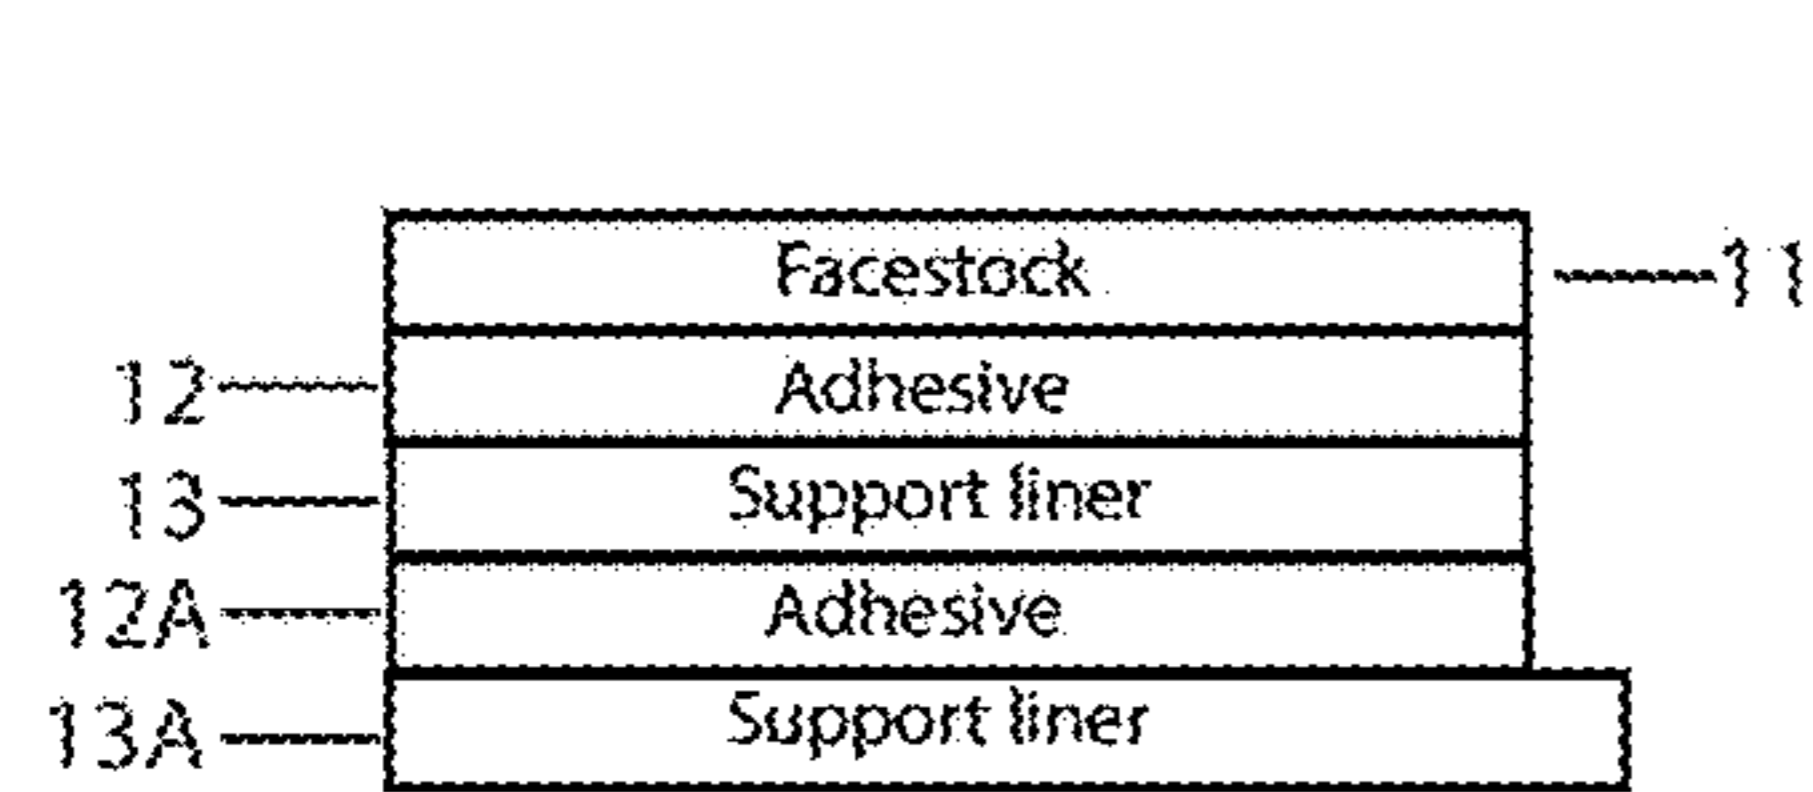 Facestock 11
12 Adhesive
13 Support liner
12A Adhesive
13A Support liner